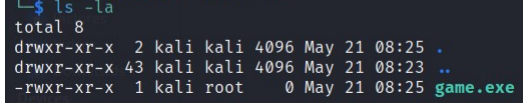 └─$ ls -la
total 8
drwxr-xr-x  2 kali kali 4096 May 21 08:25 .
drwxr-xr-x 43 kali kali 4096 May 21 08:23 ..
-rwxr-xr-x  1 kali root    0 May 21 08:25 game.exe